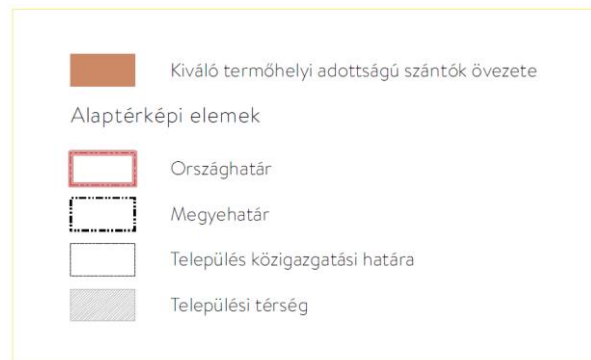 Kiváló termőhelyi adottságú szántók övezete
Alaptérképi elemek
Országhatár
Megyehatár
Település közigazgatási határa
Települési térség